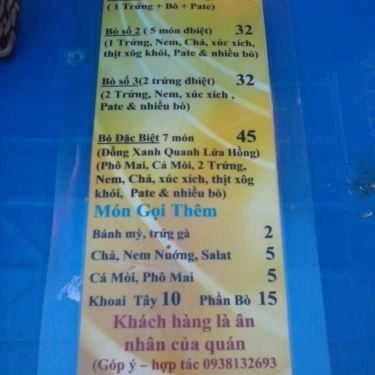 ( 1 Trứng + Bò + Pate)
Bò số 2 ( 5 món đbiệt) 32
(1 Trứng, Nem, Chả, xúc xích,
thịt xôg khói, Pate & nhiều bò)
Bò số 3(2 trứng đbiệt) 32
(2 Trứng, Nem, xúc xích ,
Pate & nhiều bò)
Bò Đặc Biệt 7 món 45
(Đồng Xanh Quanh Lửa Hồng)
(Phô Mai, Cá Mòi, 2 Trứng,
Nem, Chả, xúc xích, thịt xôg
khói, Pate & nhiều bò)
Món Gọi Thêm
Bánh mỳ, trứg gà 2
Chả, Nem Nướng, Salat 5
Cá Mòi, Phô Mai 5
Khoai Tây 10 Phần Bò 15
Khách hàng là ân
nhân của quán
(Góp ý – hợp tác 0938132693